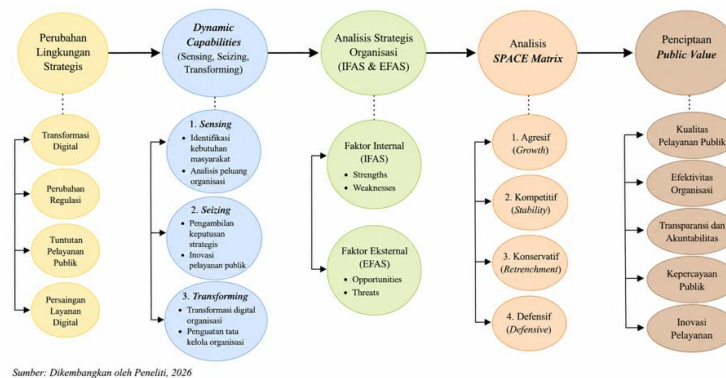 Perubahan
Lingkungan
Strategis
Dynamic
Capabilities
(Sensing, Seizing,
Transforming)
Analisis Strategis
Organisasi
(IFAS & EFAS)
Analisis
SPACE Matrix
Penciptaan
Public Value
Transformasi
Digital
Perubahan
Regulasi
Tuntutan
Pelayanan
Publik
Persaingan
Layanan
Digital
1. Sensing
• Identifikasi
kebutuhan
masyarakat
• Analisis peluang
organisasi
2. Seizing
• Pengambilan
keputusan
strategis
• Inovasi
pelayanan publik
3. Transforming
• Transformasi digital
organisasi
• Penguatan tata
kelola organisasi
Faktor Internal
(IFAS)
• Strengths
• Weaknesses
Faktor Eksternal
(EFAS)
• Opportunities
• Threats
1. Agresif
(Growth)
2. Kompetitif
(Stability)
3. Konservatif
(Retrenchment)
4. Defensif
(Defensive)
Kualitas
Pelayanan Publik
Efektivitas
Organisasi
Transparansi dan
Akuntabilitas
Kepercayaan
Publik
Inovasi
Pelayanan
Sumber: Dikembangkan oleh Peneliti, 2026